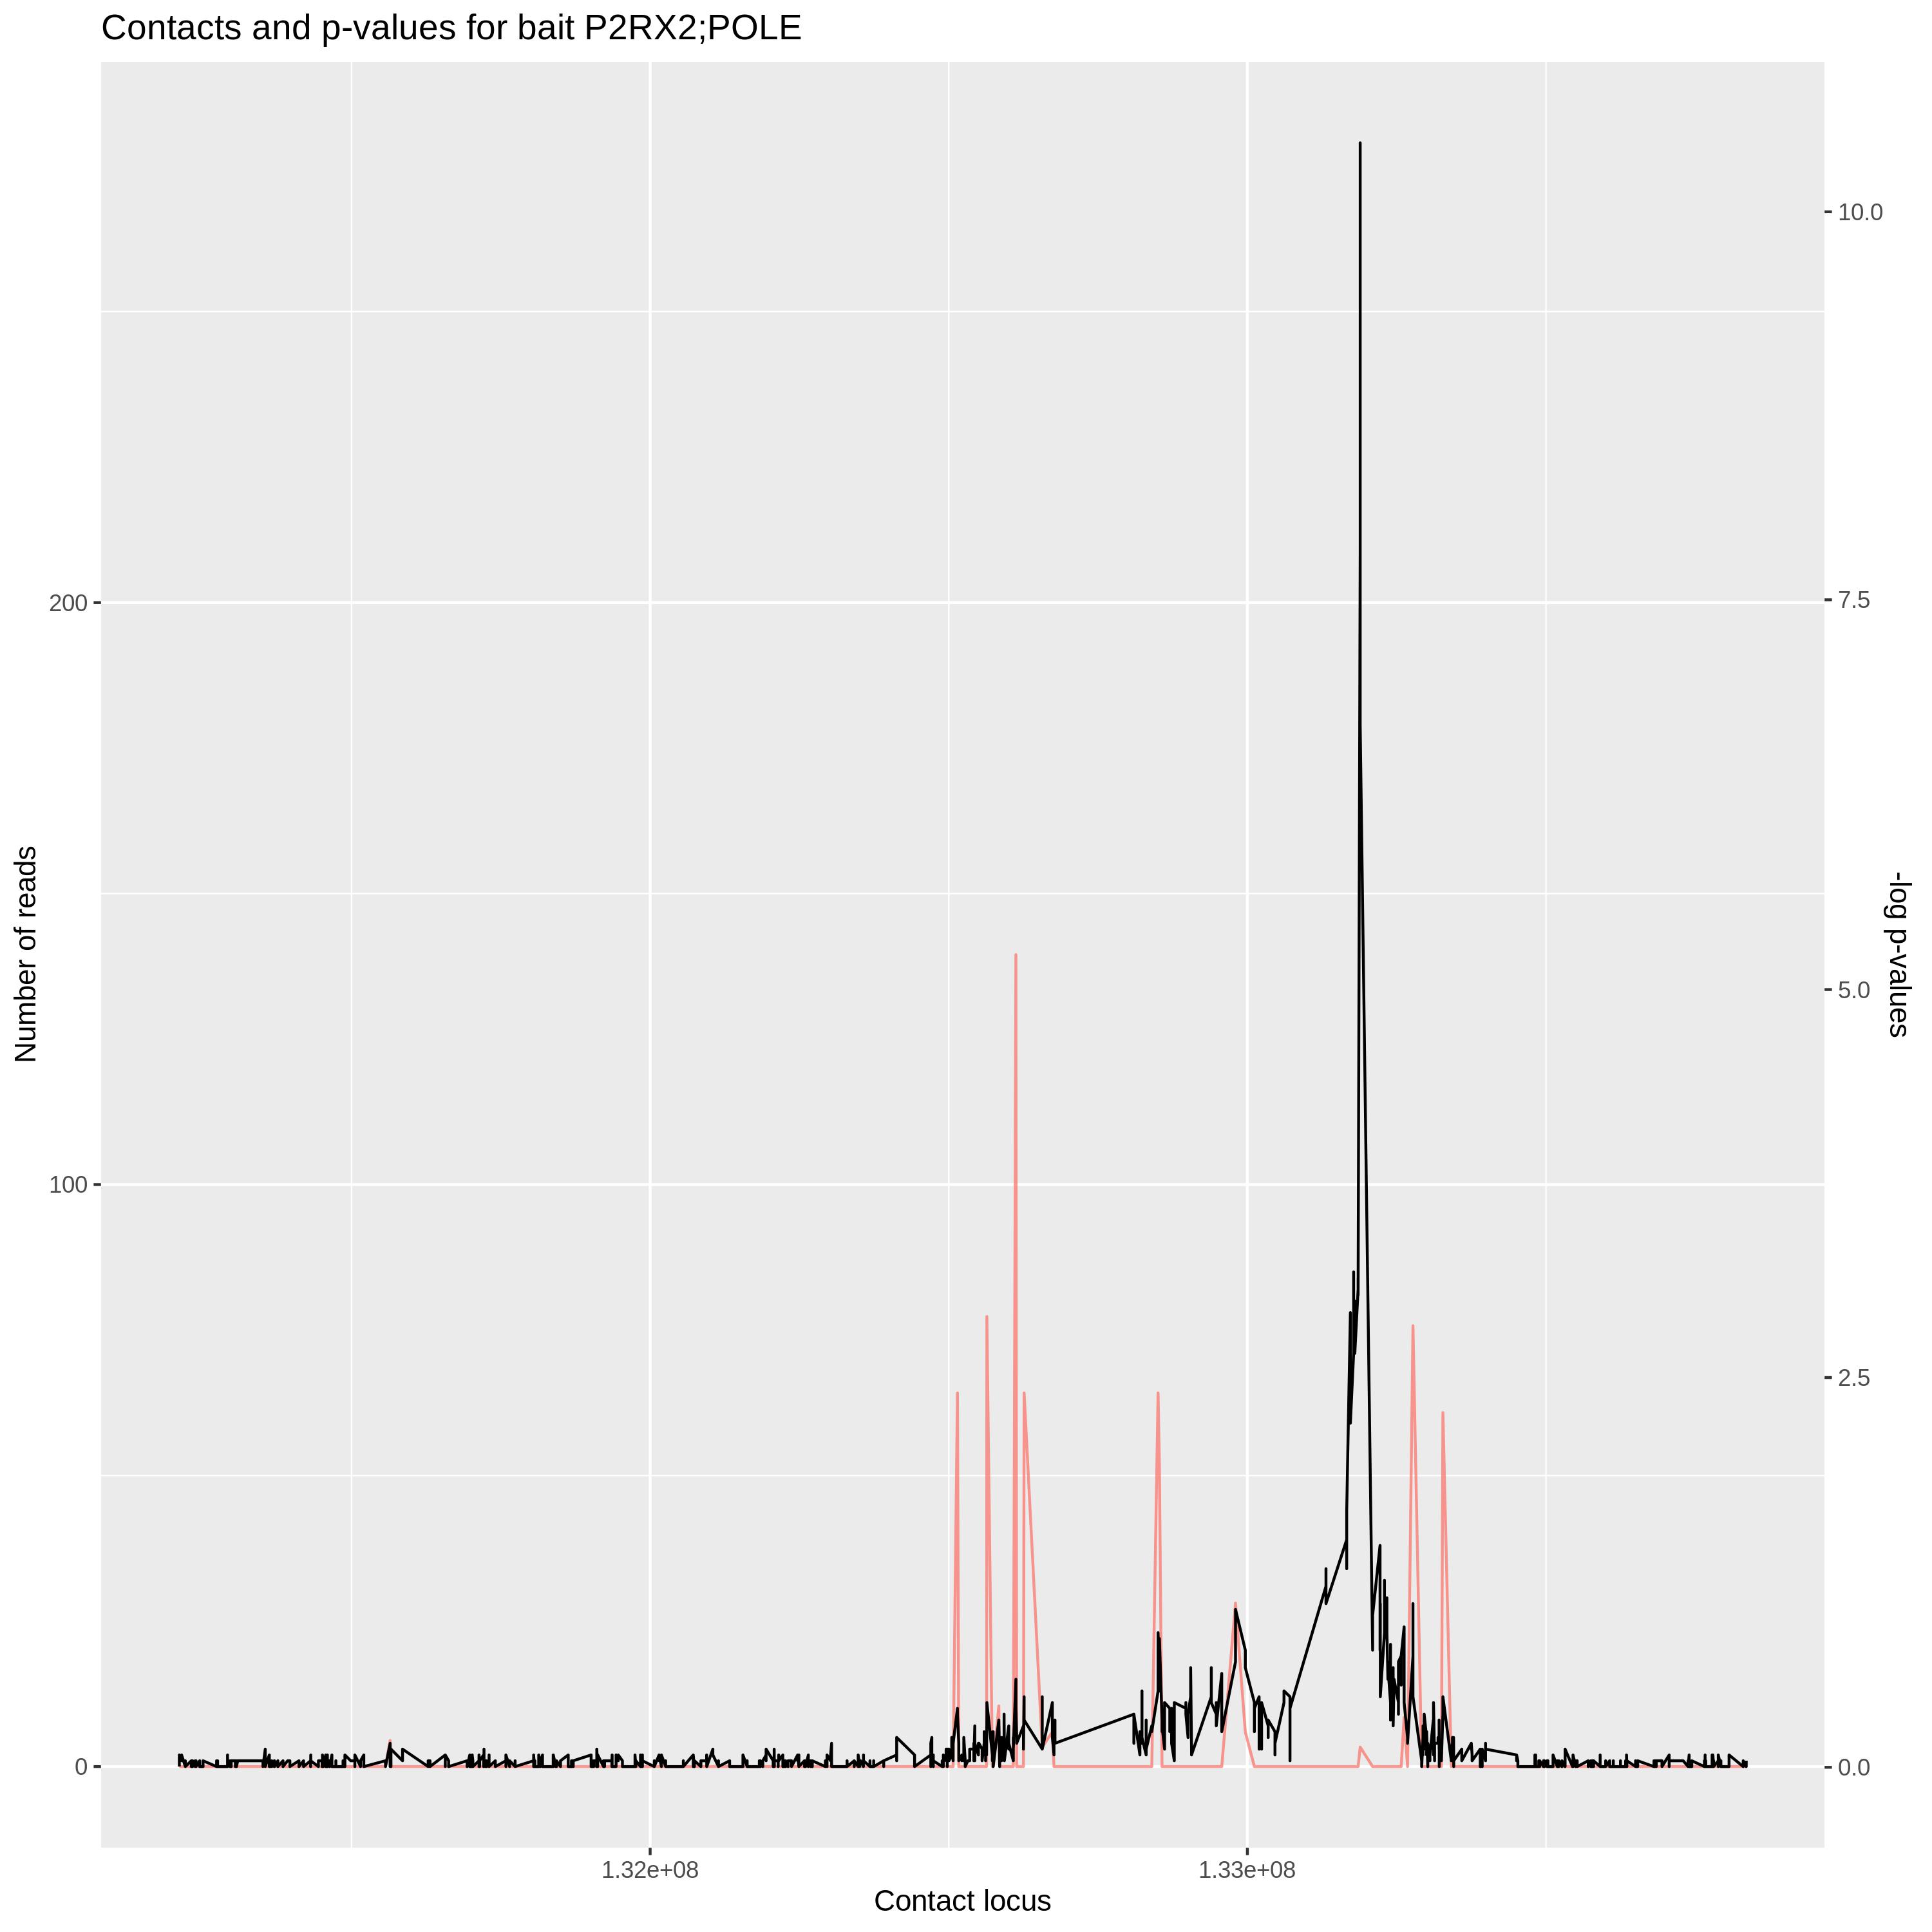 Contacts and p-values for bait P2RX2;POLE
Number of reads
200
100
0
10.0
7.5
5.0
2.5
0.0
-log p-values
1.32e+08
1.33e+08
Contact locus